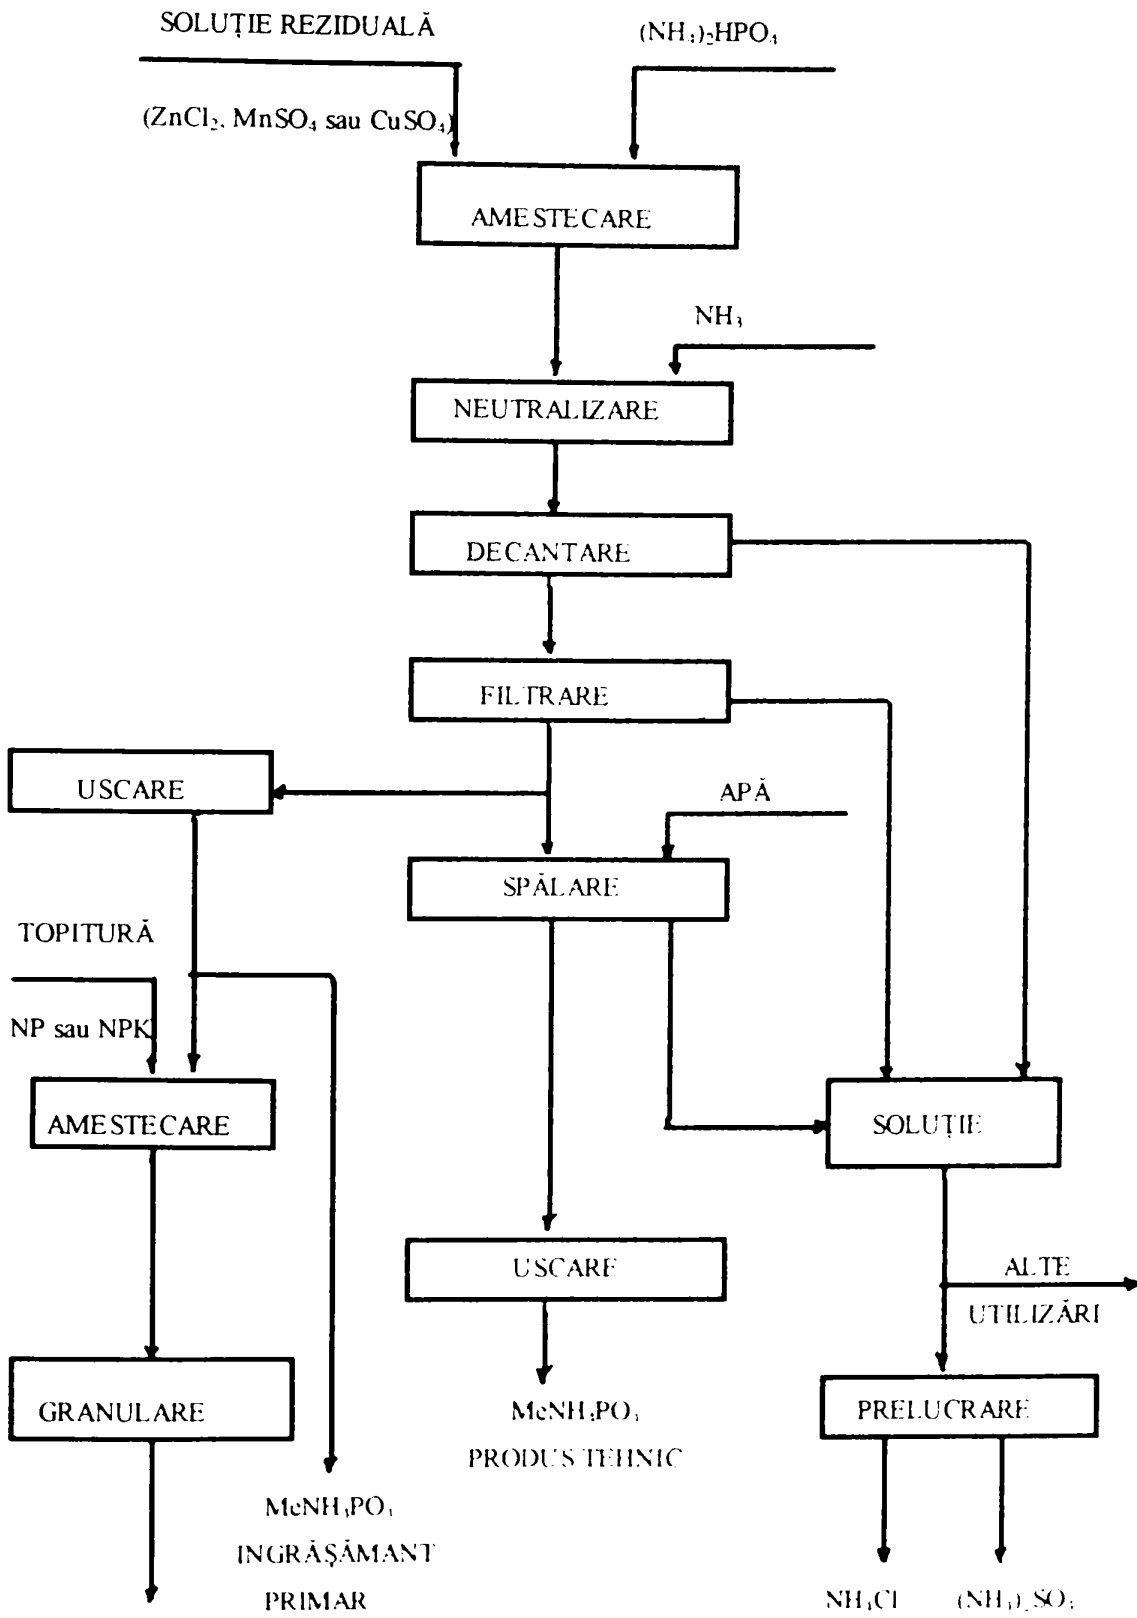 SOLUȚIE REZIDUALĂ
(NH₄)₂HPO₄
(ZnCl₂, MnSO₄ sau CuSO₄)
AMESTECARE
NH₃
NEUTRALIZARE
DECANTARE
FILTRARE
USCARE
APĂ
SPĂLARE
TOPITURĂ
NP sau NPK
AMESTECARE
SOLUȚIE
USCARE
ALTE
UTILIZĂRI
GRANULARE
MeNH₄PO₄
PRELUCRARE
PRODUS TEHNIC
MeNH₄PO₄
INGRĂȘĂMANT
PRIMAR
NH₄Cl
(NH₄)₂SO₄